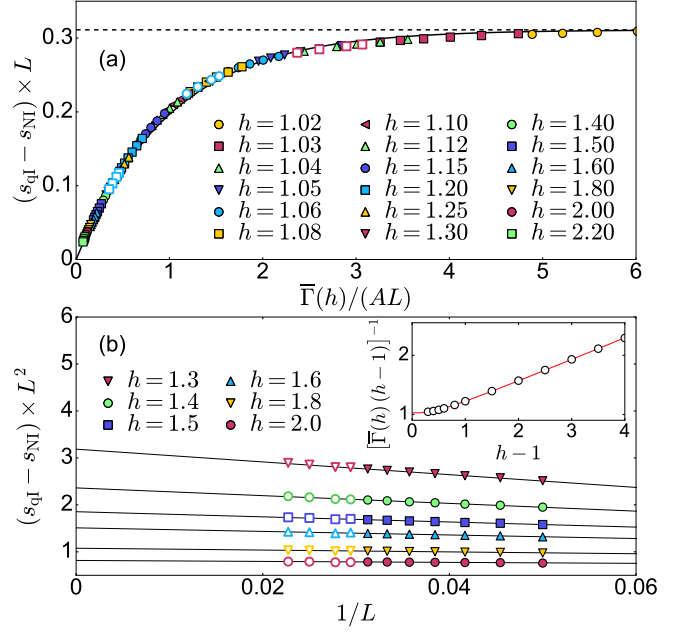 0.3
0.2
0.1
0
(s_qI − s_NI) × L
(a)
h = 1.02
h = 1.03
h = 1.04
h = 1.05
h = 1.06
h = 1.08
h = 1.10
h = 1.12
h = 1.15
h = 1.20
h = 1.25
h = 1.30
h = 1.40
h = 1.50
h = 1.60
h = 1.80
h = 2.00
h = 2.20
0 1 2 3 4 5 6
Γ̅(h)/(AL)
6
5
4
3
2
1
(s_qI − s_NI) × L²
(b)
h = 1.3
h = 1.4
h = 1.5
h = 1.6
h = 1.8
h = 2.0
[Γ̅(h) (h − 1)]⁻¹
2
1
0 1 2 3 4
h − 1
0 0.02 0.04 0.06
1/L